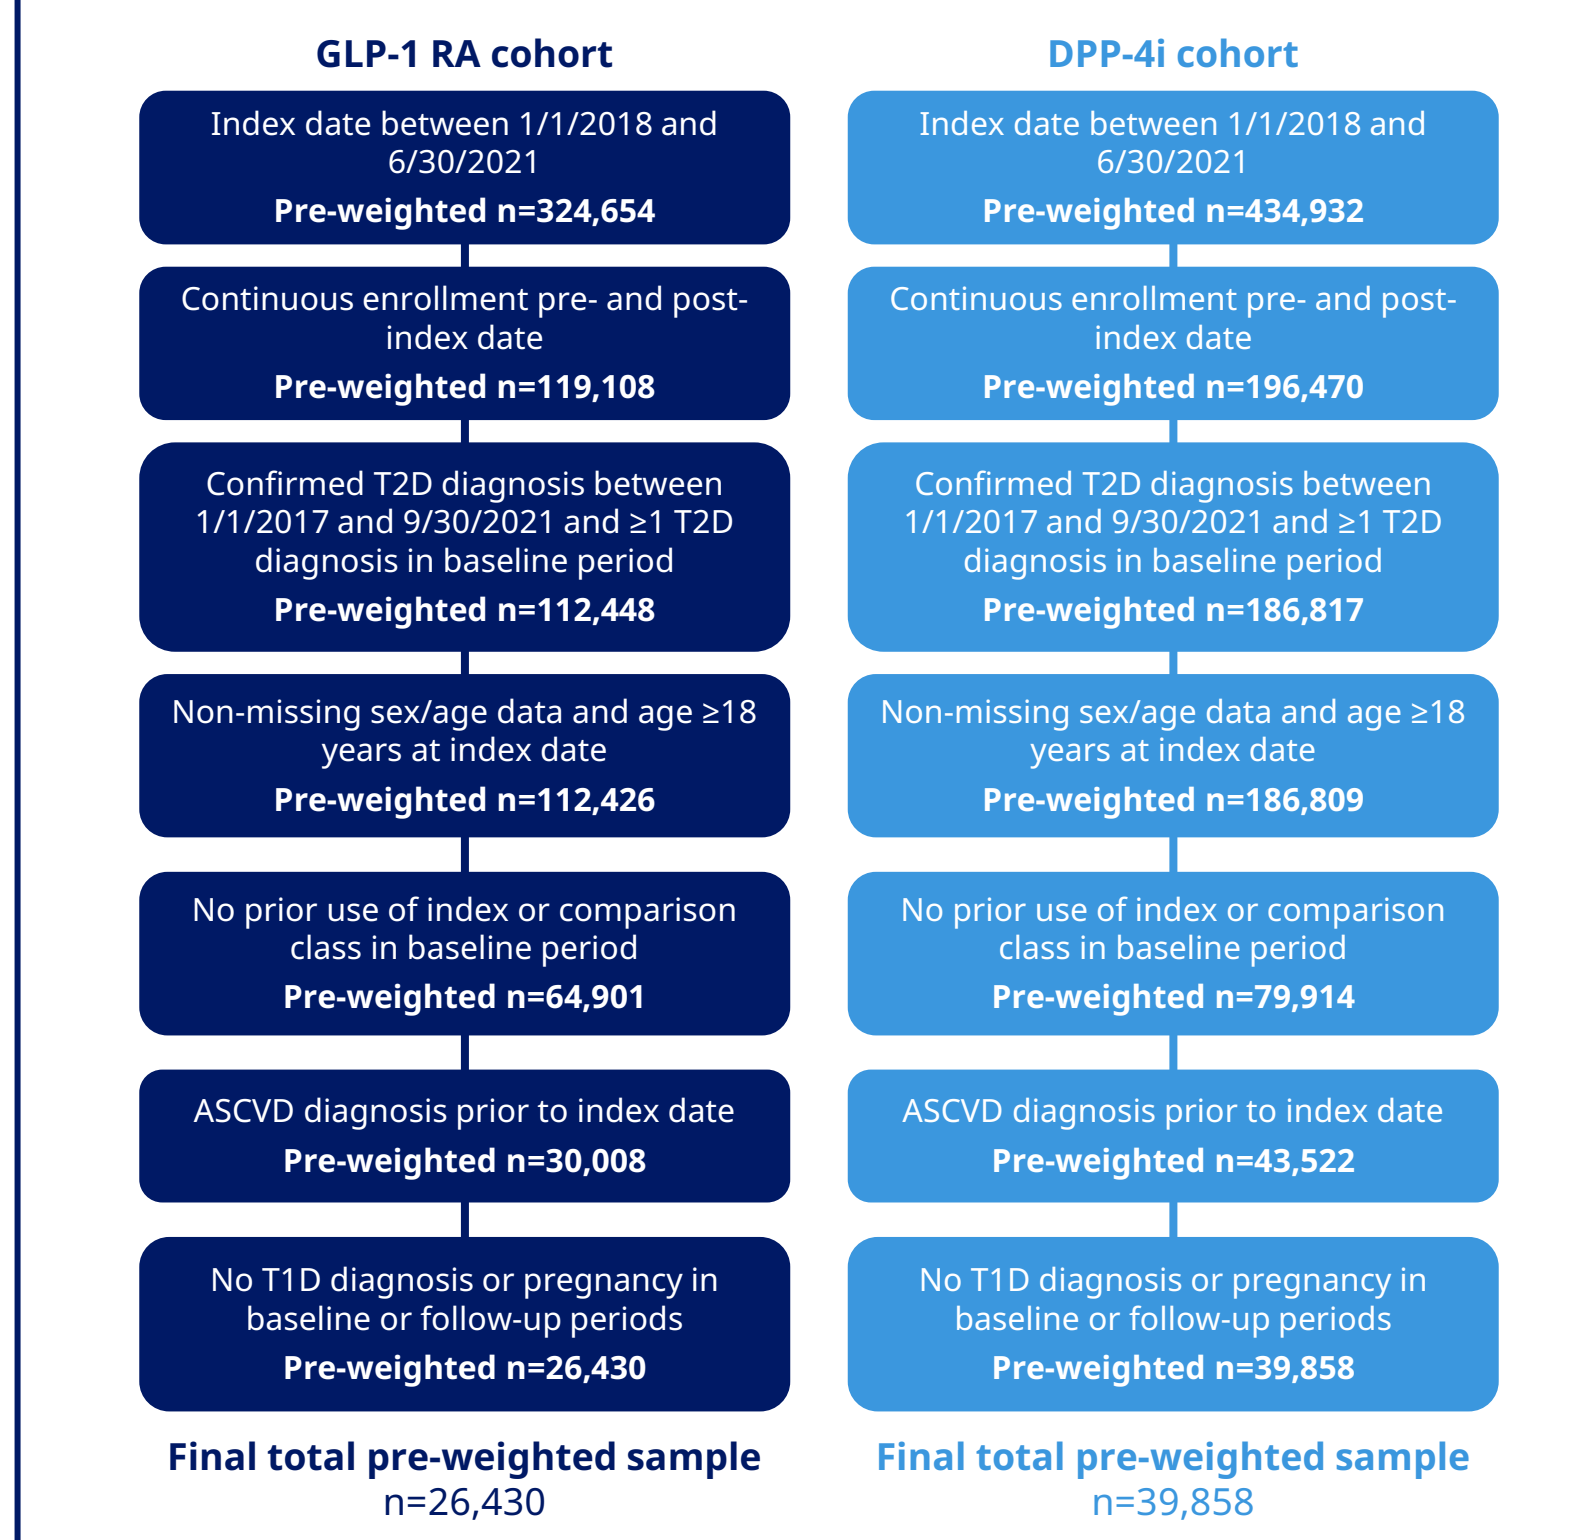 GLP-1 RA cohort
Index date between 1/1/2018 and
6/30/2021
Pre-weighted n=324,654
Continuous enrollment pre- and post-
index date
Pre-weighted n=119,108
Confirmed T2D diagnosis between
1/1/2017 and 9/30/2021 and ≥1 T2D
diagnosis in baseline period
Pre-weighted n=112,448
Non-missing sex/age data and age ≥18
years at index date
Pre-weighted n=112,426
No prior use of index or comparison
class in baseline period
Pre-weighted n=64,901
ASCVD diagnosis prior to index date
Pre-weighted n=30,008
No T1D diagnosis or pregnancy in
baseline or follow-up periods
Pre-weighted n=26,430
Final total pre-weighted sample
n=26,430
DPP-4i cohort
Index date between 1/1/2018 and
6/30/2021
Pre-weighted n=434,932
Continuous enrollment pre- and post-
index date
Pre-weighted n=196,470
Confirmed T2D diagnosis between
1/1/2017 and 9/30/2021 and ≥1 T2D
diagnosis in baseline period
Pre-weighted n=186,817
Non-missing sex/age data and age ≥18
years at index date
Pre-weighted n=186,809
No prior use of index or comparison
class in baseline period
Pre-weighted n=79,914
ASCVD diagnosis prior to index date
Pre-weighted n=43,522
No T1D diagnosis or pregnancy in
baseline or follow-up periods
Pre-weighted n=39,858
Final total pre-weighted sample
n=39,858